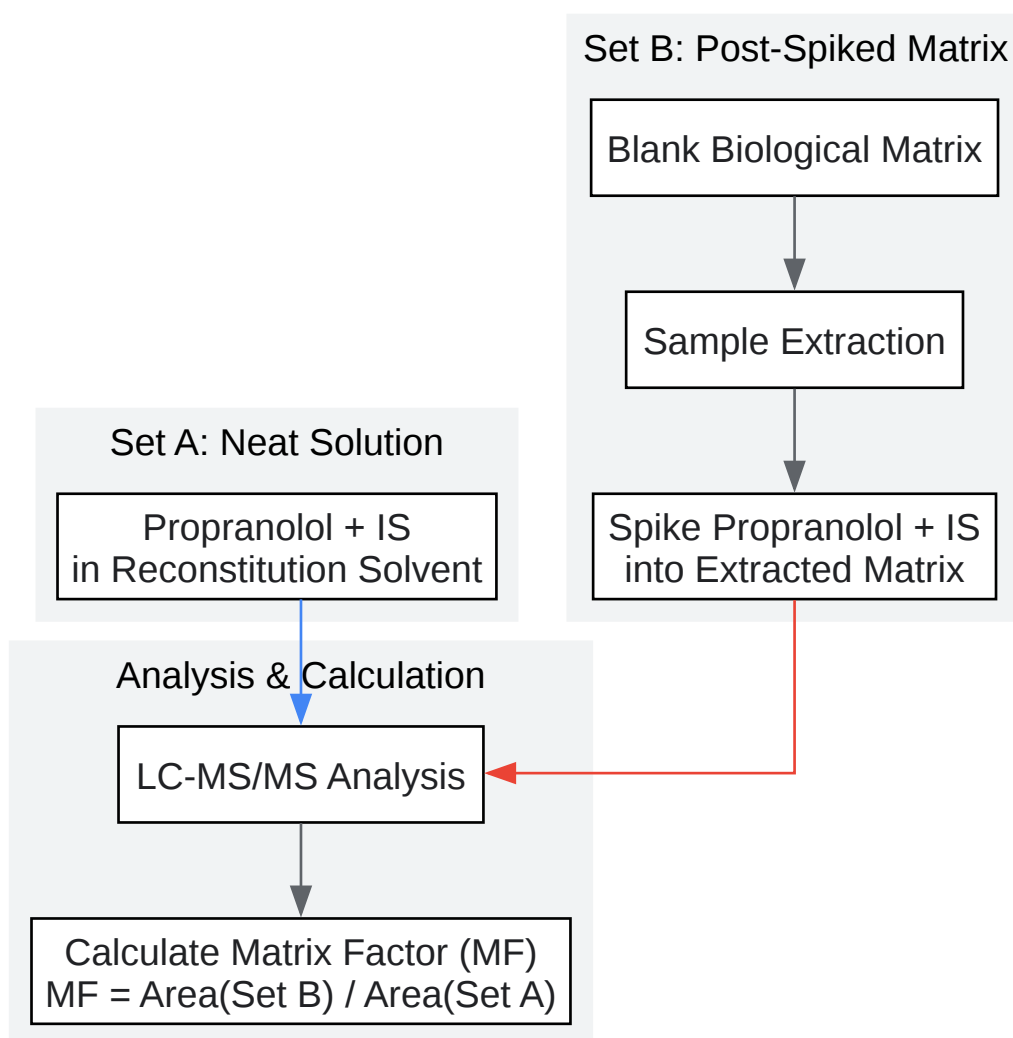 Set B: Post-Spiked Matrix
Blank Biological Matrix
Sample Extraction
Spike Propranolol + IS
into Extracted Matrix
Set A: Neat Solution
Propranolol + IS
in Reconstitution Solvent
Analysis & Calculation
LC-MS/MS Analysis
Calculate Matrix Factor (MF)
MF = Area(Set B) / Area(Set A)